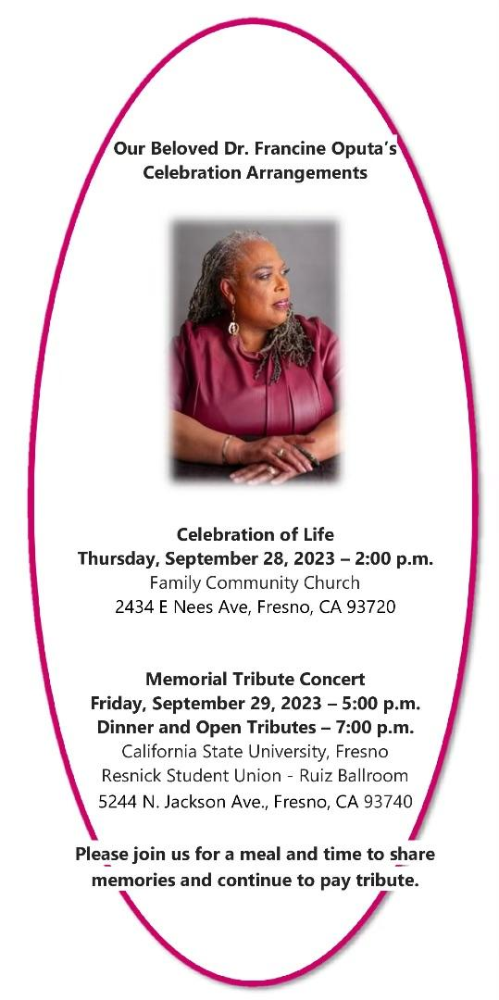 Our Beloved Dr. Francine Oputa's
Celebration Arrangements
Celebration of Life
Thursday, September 28, 2023 – 2:00 p.m.
Family Community Church
2434 E Nees Ave, Fresno, CA 93720
Memorial Tribute Concert
Friday, September 29, 2023 – 5:00 p.m.
Dinner and Open Tributes – 7:00 p.m.
California State University, Fresno
Resnick Student Union - Ruiz Ballroom
5244 N. Jackson Ave., Fresno, CA 93740
Please join us for a meal and time to share
memories and continue to pay tribute.